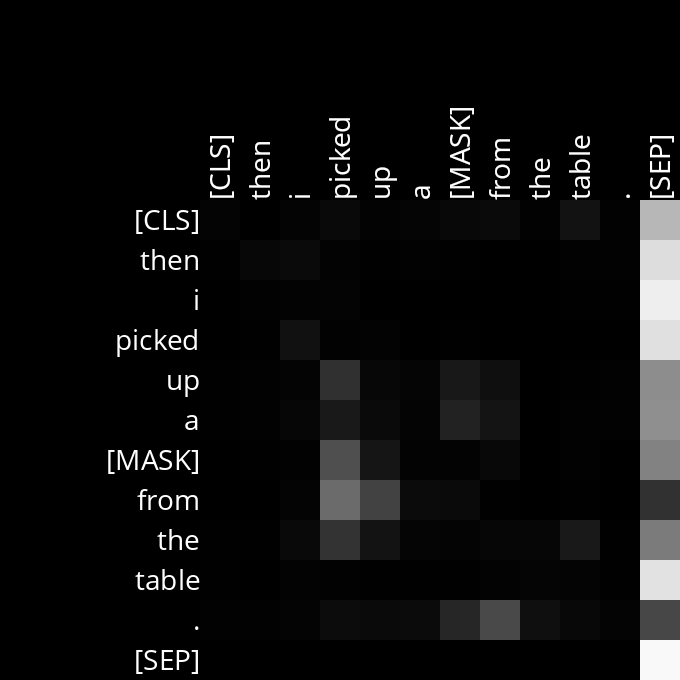 [CLS] then i picked up a [MASK] from the table . [SEP]
[CLS]
then
i
picked
up
a
[MASK]
from
the
table
.
[SEP]